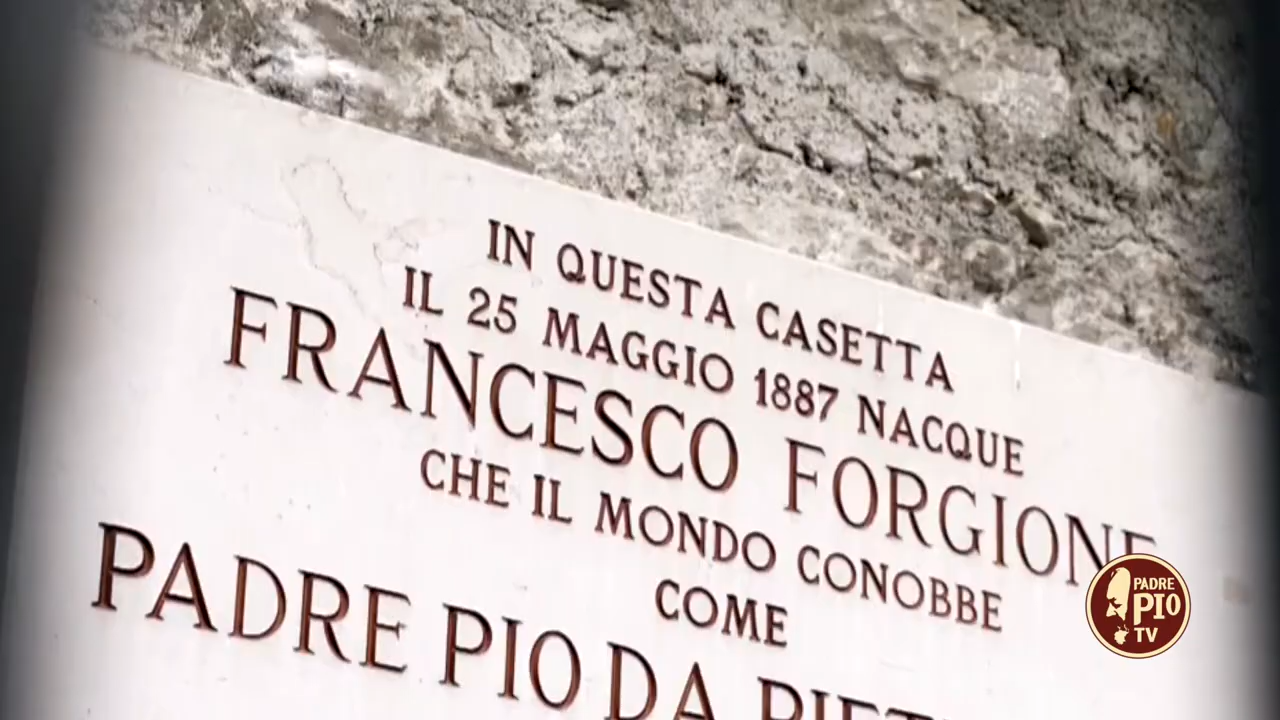 IN QUESTA CASETTA
IL 25 MAGGIO 1887 NACQUE
FRANCESCO FORGIONE
CHE IL MONDO CONOBBE
COME
PADRE PIO DA
PADRE
PIO
TV